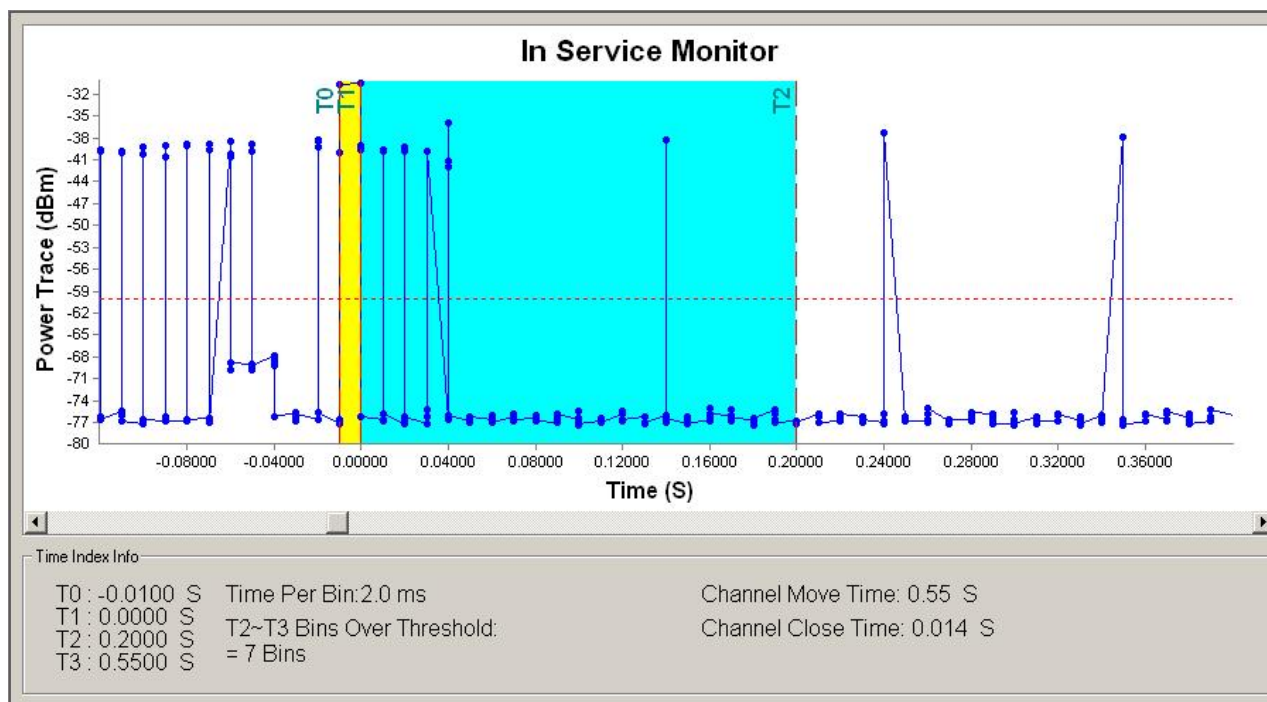 In Service Monitor
T0
T1
T2
Power Trace (dBm)
-32
-35
-38
-41
-44
-47
-50
-53
-56
-59
-62
-65
-68
-71
-74
-77
-80
-0.08000 -0.04000 0.00000 0.04000 0.08000 0.12000 0.16000 0.20000 0.24000 0.28000 0.32000 0.36000
Time (S)
Time Index Info
T0 : -0.0100 S Time Per Bin:2.0 ms Channel Move Time: 0.55 S
T1 : 0.0000 S T2~T3 Bins Over Threshold: Channel Close Time: 0.014 S
T2 : 0.2000 S = 7 Bins
T3 : 0.5500 S